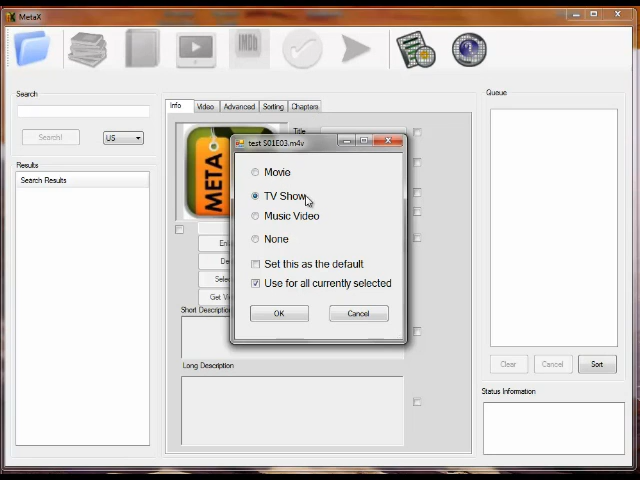 MetaX
IMDb
Search
Search!
US
Results
Search Results
Info
Video
Advanced
Sorting
Chapters
META
Title
test S01E03.m4v
Movie
TV Show
Music Video
None
Set this as the default
Use for all currently selected
OK
Cancel
Short Description
Long Description
Queue
Clear
Cancel
Sort
Status Information